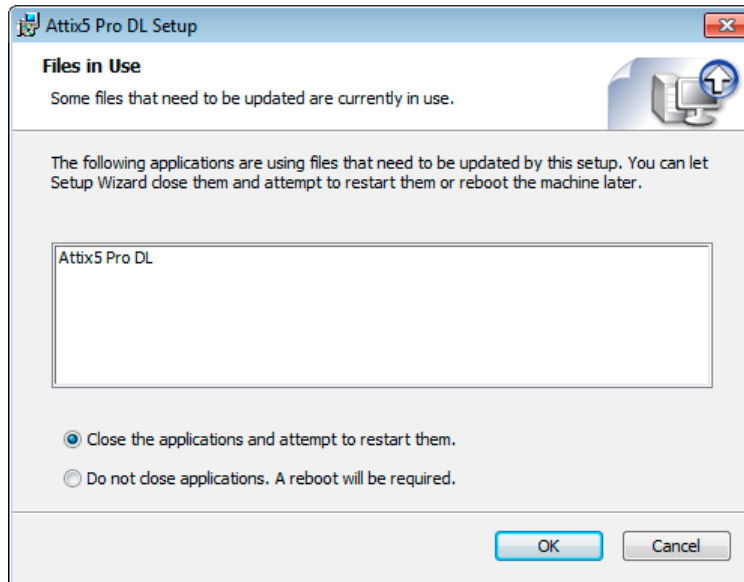 Attix5 Pro DL Setup
Files in Use
Some files that need to be updated are currently in use.
The following applications are using files that need to be updated by this setup. You can let
Setup Wizard close them and attempt to restart them or reboot the machine later.
Attix5 Pro DL
Close the applications and attempt to restart them.
Do not close applications. A reboot will be required.
OK
Cancel